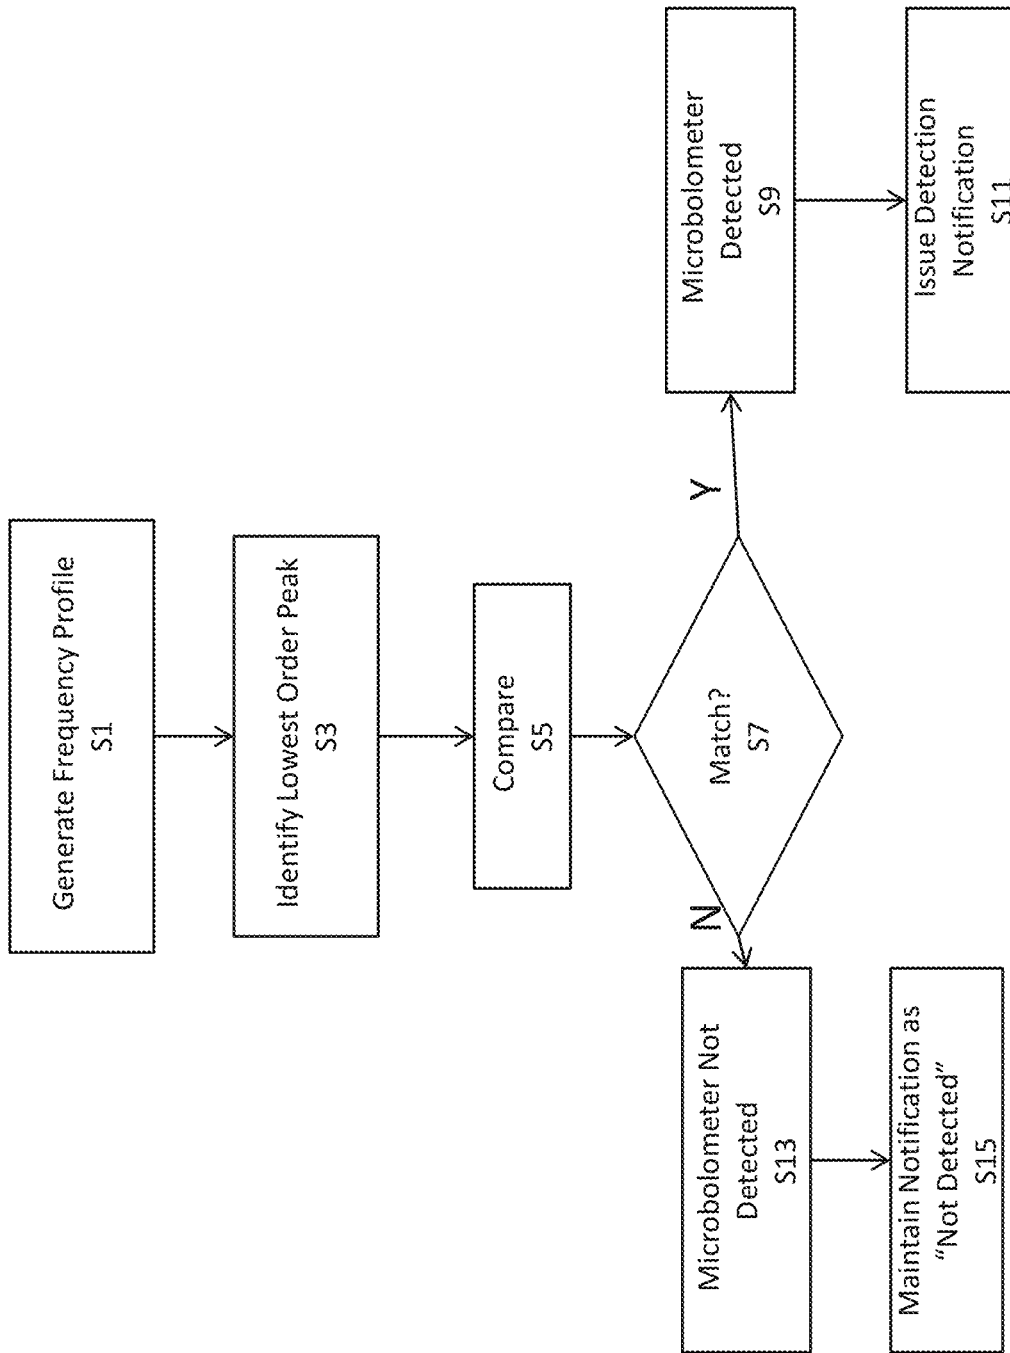 Generate Frequency Profile
S1
Identify Lowest Order Peak
S3
Compare
S5
Match?
S7
N
Y
Microbolometer Not
Detected
S13
Maintain Notification as
“Not Detected”
S15
Microbolometer
Detected
S9
Issue Detection
Notification
S11